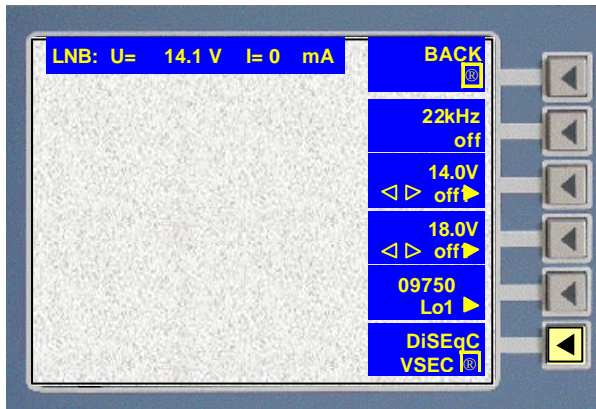 LNB: U= 14.1 V I= 0 mA
BACK
®
22kHz
off
14.0V
◁ ▷ off ▶
18.0V
◁ ▷ off ▶
09750
Lo1 ▶
DiSEqC
VSEC ®